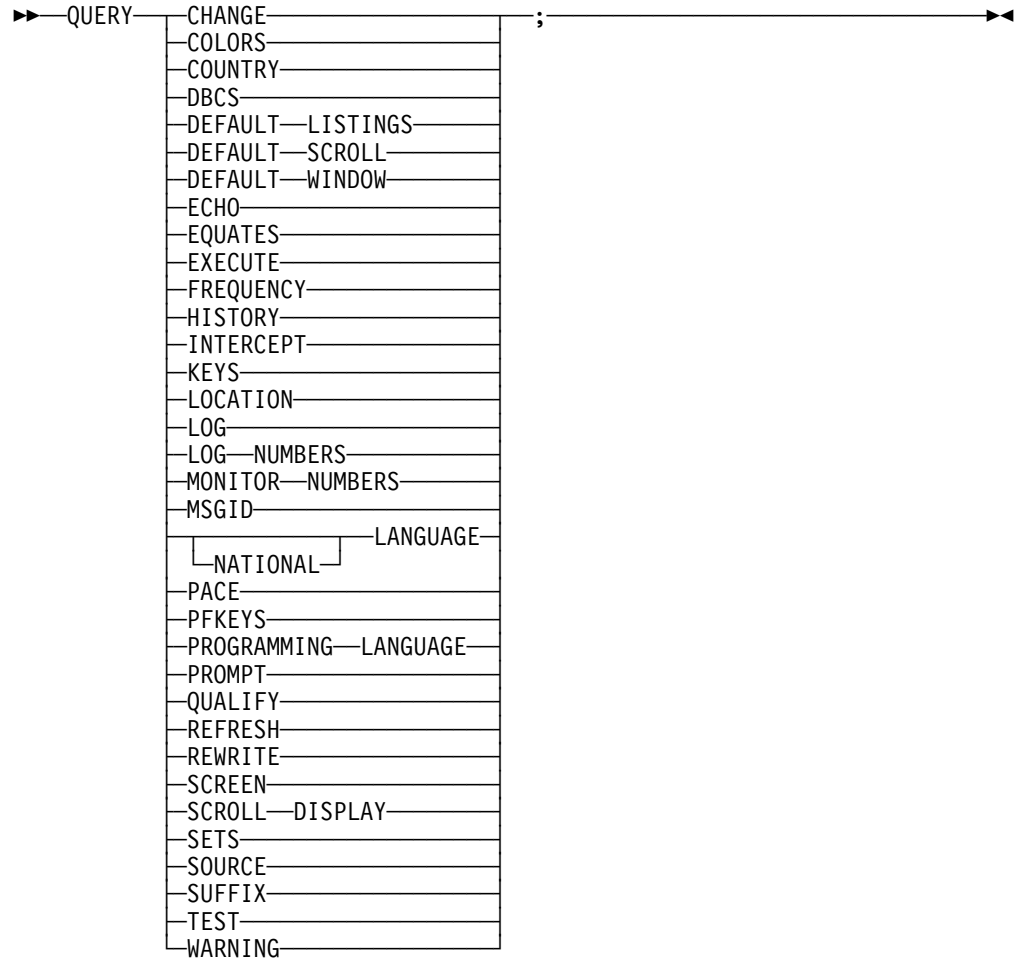 QUERY CHANGE ;
COLORS
COUNTRY
DBCS
DEFAULT LISTINGS
DEFAULT SCROLL
DEFAULT WINDOW
ECHO
EQUATES
EXECUTE
FREQUENCY
HISTORY
INTERCEPT
KEYS
LOCATION
LOG
LOG NUMBERS
MONITOR NUMBERS
MSGID
LANGUAGE
NATIONAL
PACE
PFKEYS
PROGRAMMING LANGUAGE
PROMPT
QUALIFY
REFRESH
REWRITE
SCREEN
SCROLL DISPLAY
SETS
SOURCE
SUFFIX
TEST
WARNING